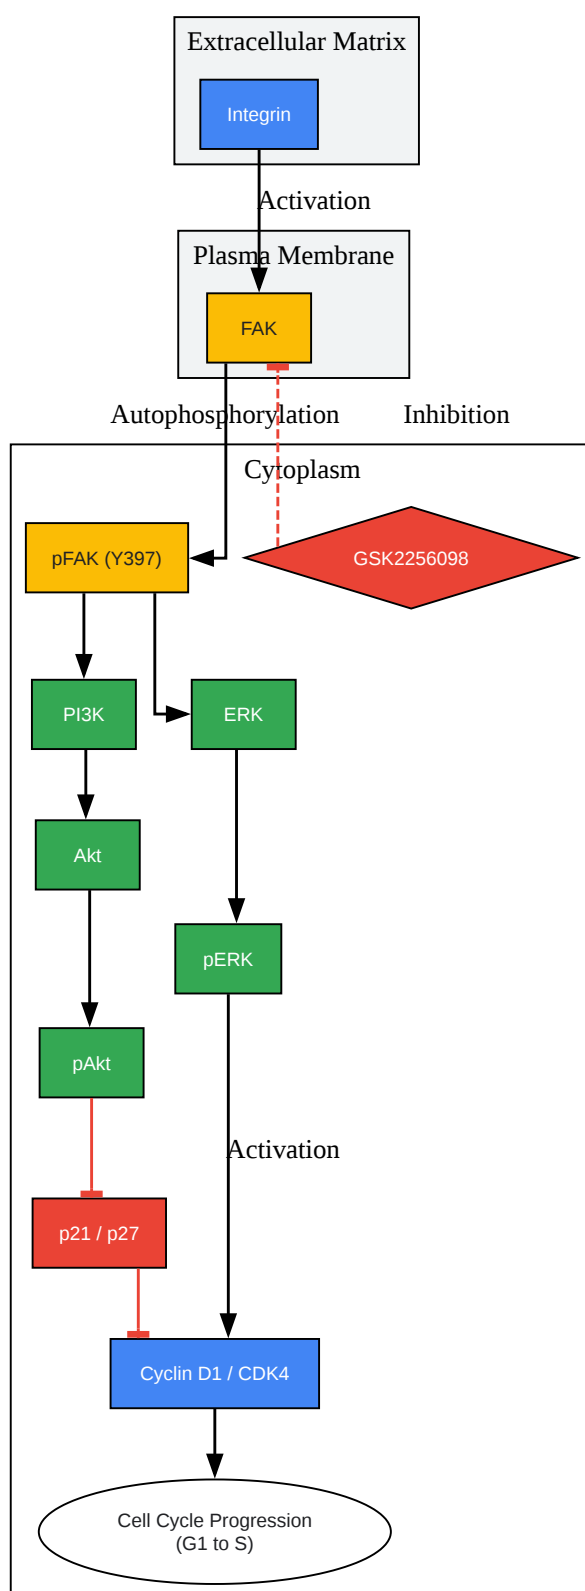 Extracellular Matrix
Integrin
Activation
Plasma Membrane
FAK
Autophosphorylation
Inhibition
Cytoplasm
pFAK (Y397)
GSK2256098
PI3K
ERK
Akt
pERK
pAkt
Activation
p21 / p27
Cyclin D1 / CDK4
Cell Cycle Progression
(G1 to S)